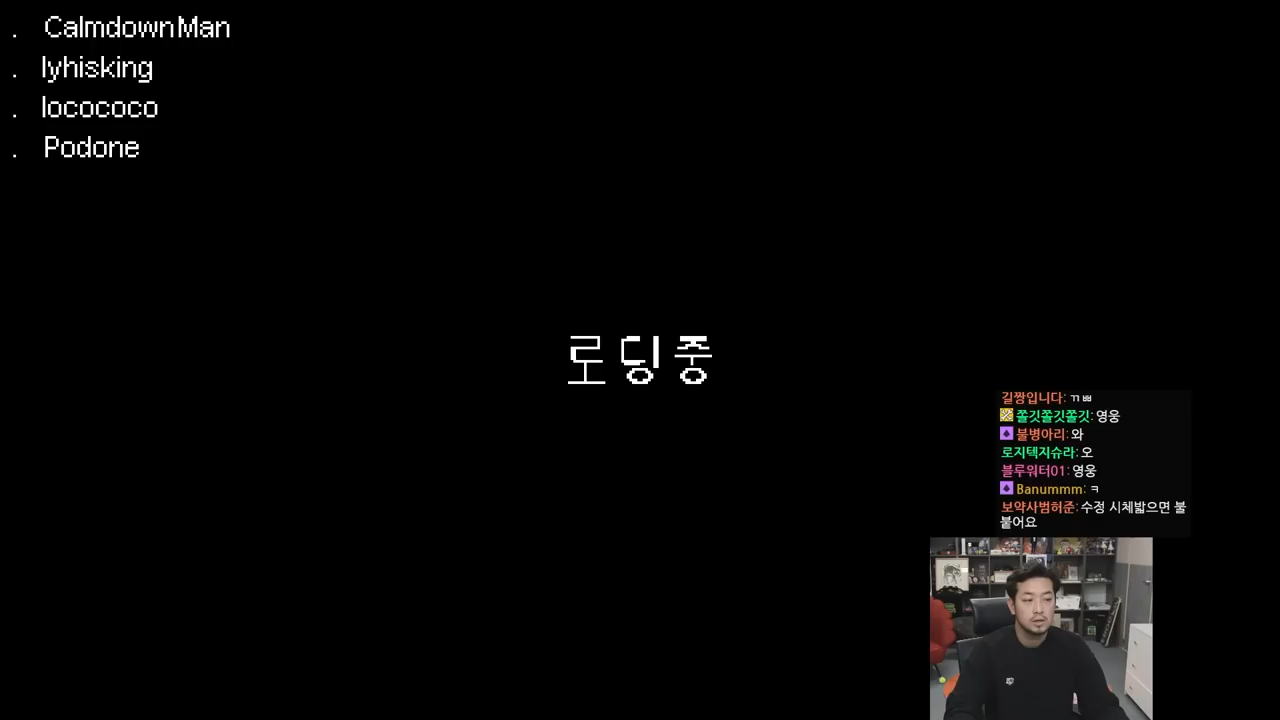 . CalmdownMan
. lyhisking
. locococo
. Podone
로딩중
길짱입니다: ㄲㅃ
쫄깃쫄깃쫄깃: 영웅
불병아리: 와
로지텍지슈라: 오
블루워터01: 영웅
Banummm: ㅋ
보약사범허준: 수정 시체밟으면 불
붙어요